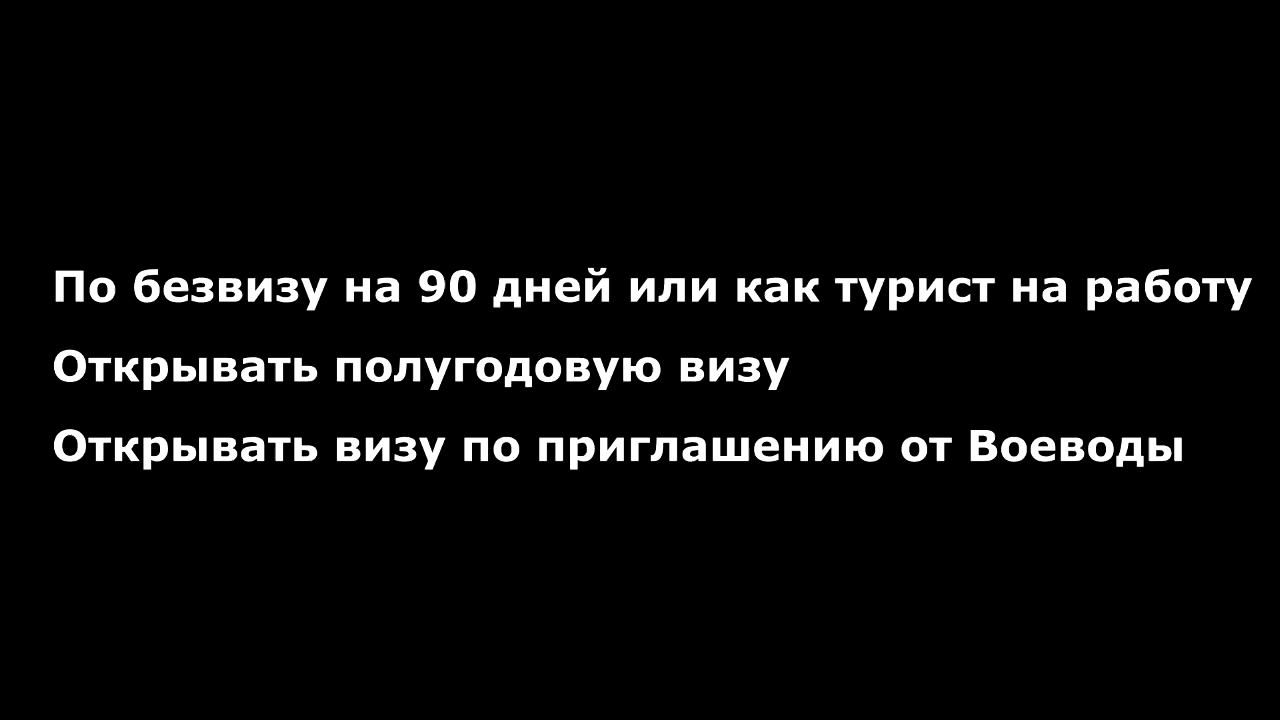 По безвизу на 90 дней или как турист на работу
Открывать полугодовую визу
Открывать визу по приглашению от Воеводы